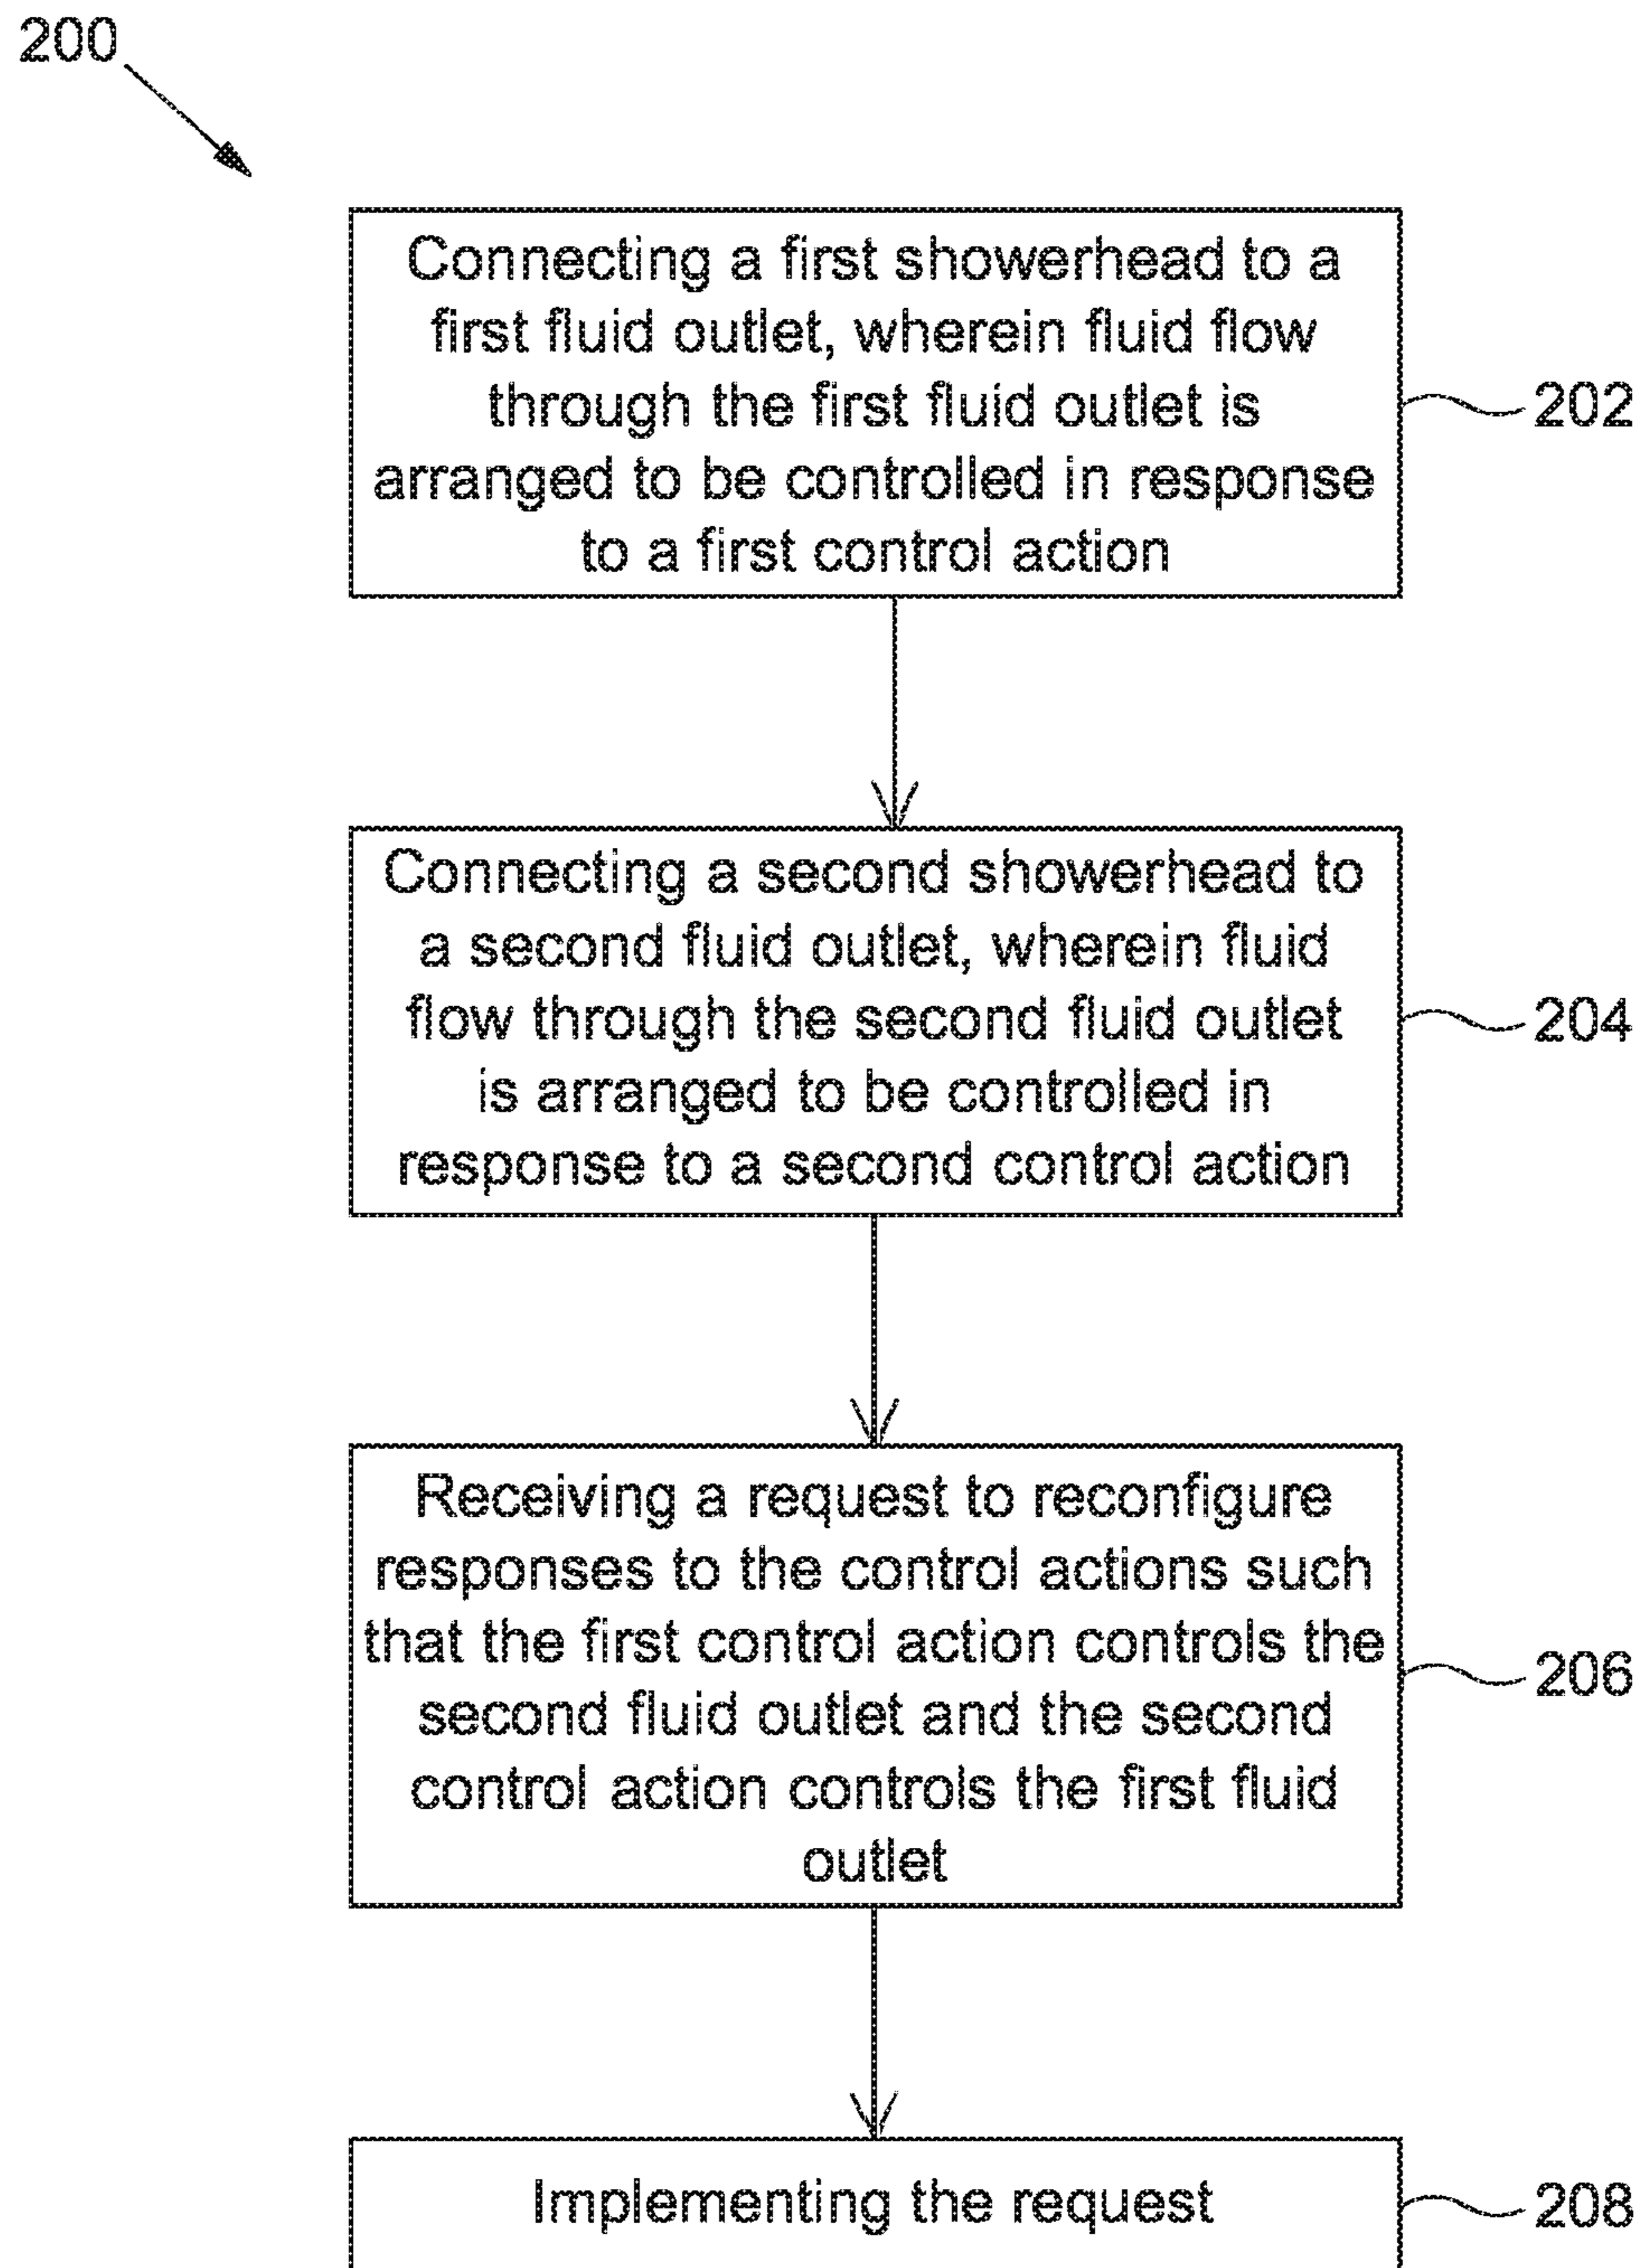 200
Connecting a first showerhead to a
first fluid outlet, wherein fluid flow
through the first fluid outlet is
arranged to be controlled in response
to a first control action
202
Connecting a second showerhead to
a second fluid outlet, wherein fluid
flow through the second fluid outlet
is arranged to be controlled in
response to a second control action
204
Receiving a request to reconfigure
responses to the control actions such
that the first control action controls the
second fluid outlet and the second
control action controls the first fluid
outlet
206
Implementing the request
208